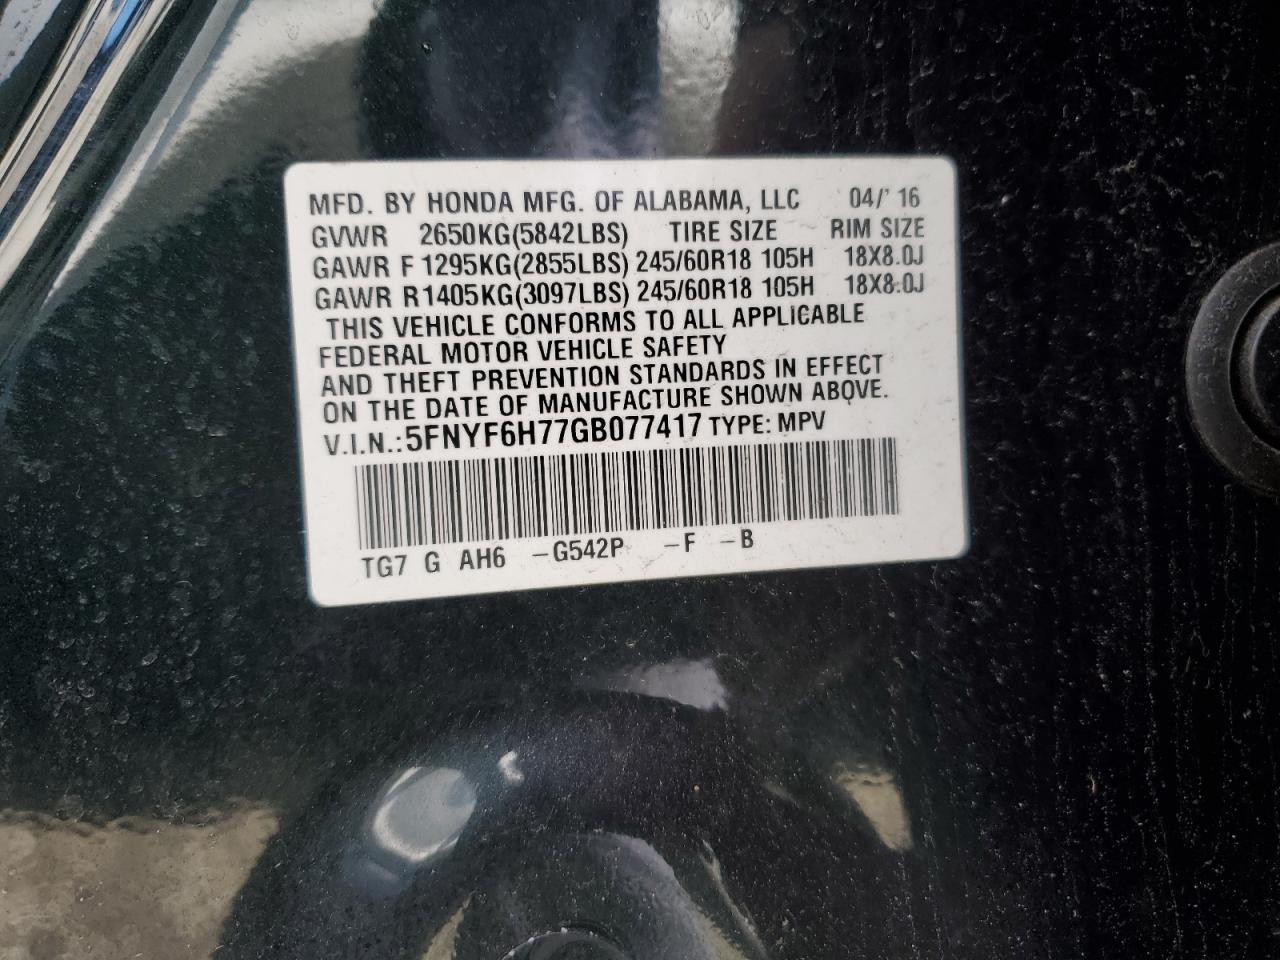 MFD. BY HONDA MFG. OF ALABAMA, LLC 04/' 16
GVWR 2650KG(5842LBS) TIRE SIZE RIM SIZE
GAWR F 1295KG(2855LBS) 245/60R18 105H 18X8.0J
GAWR R1405KG(3097LBS) 245/60R18 105H 18X8.0J
THIS VEHICLE CONFORMS TO ALL APPLICABLE
FEDERAL MOTOR VEHICLE SAFETY
AND THEFT PREVENTION STANDARDS IN EFFECT
ON THE DATE OF MANUFACTURE SHOWN ABOVE.
V.I.N.:5FNYF6H77GB077417 TYPE: MPV
TG7 G AH6 -G542P -F -B